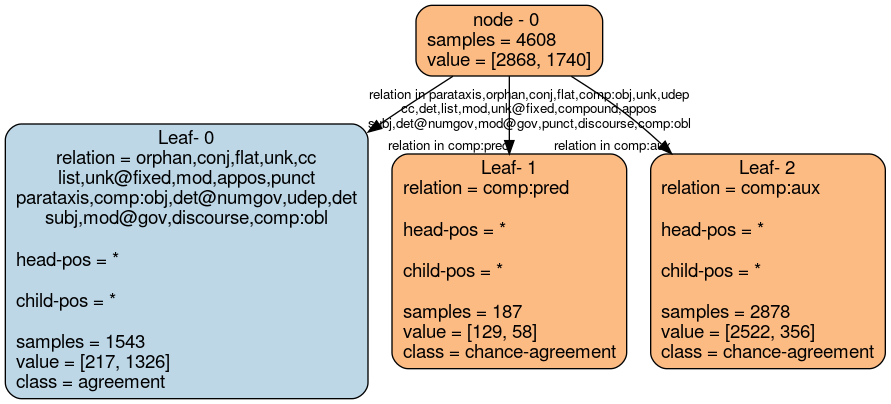 node - 0
samples = 4608
value = [2868, 1740]
relation in parataxis,orphan,conj,flat,comp:obj,unk,udep
cc,det,list,mod,unk@fixed,compound,appos
subj,det@numgov,mod@gov,punct,discourse,comp:obl
relation in comp:pred
relation in comp:aux
Leaf- 0
relation = orphan,conj,flat,unk,cc
list,unk@fixed,mod,appos,punct
parataxis,comp:obj,det@numgov,udep,det
subj,mod@gov,discourse,comp:obl
head-pos = *
child-pos = *
samples = 1543
value = [217, 1326]
class = agreement
Leaf- 1
relation = comp:pred
head-pos = *
child-pos = *
samples = 187
value = [129, 58]
class = chance-agreement
Leaf- 2
relation = comp:aux
head-pos = *
child-pos = *
samples = 2878
value = [2522, 356]
class = chance-agreement